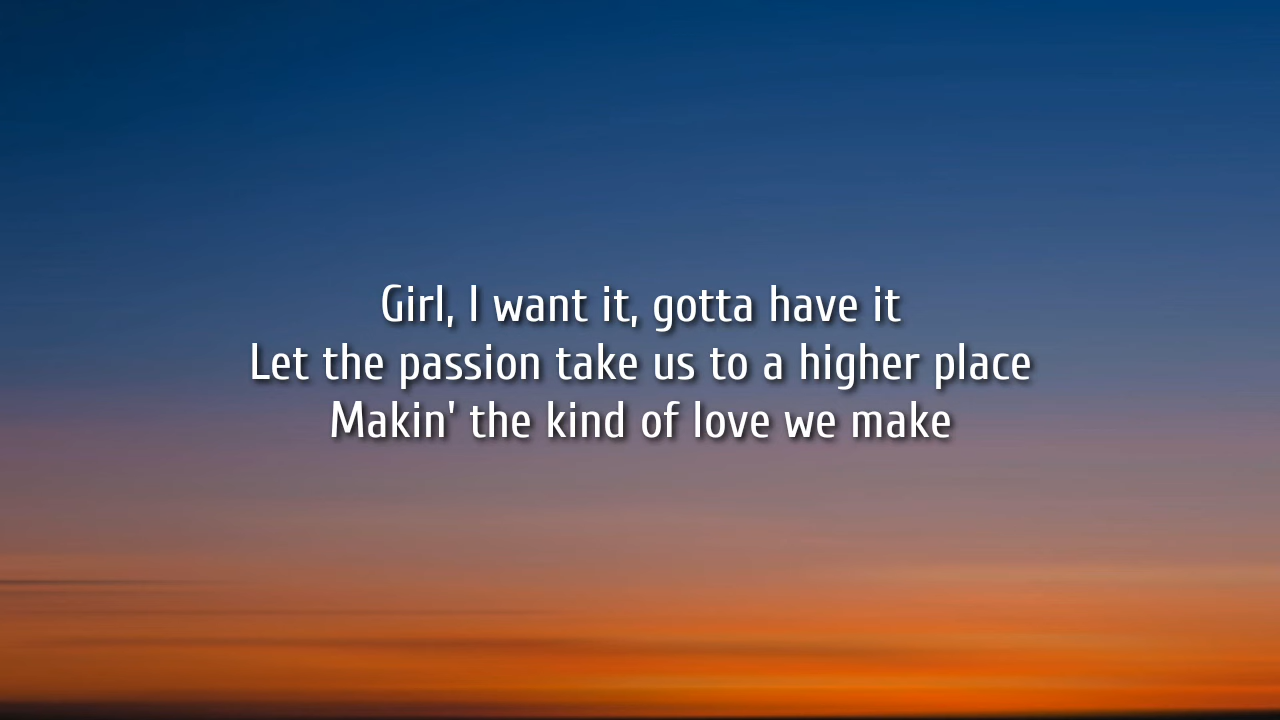 Girl, I want it, gotta have it
Let the passion take us to a higher place
Makin' the kind of love we make